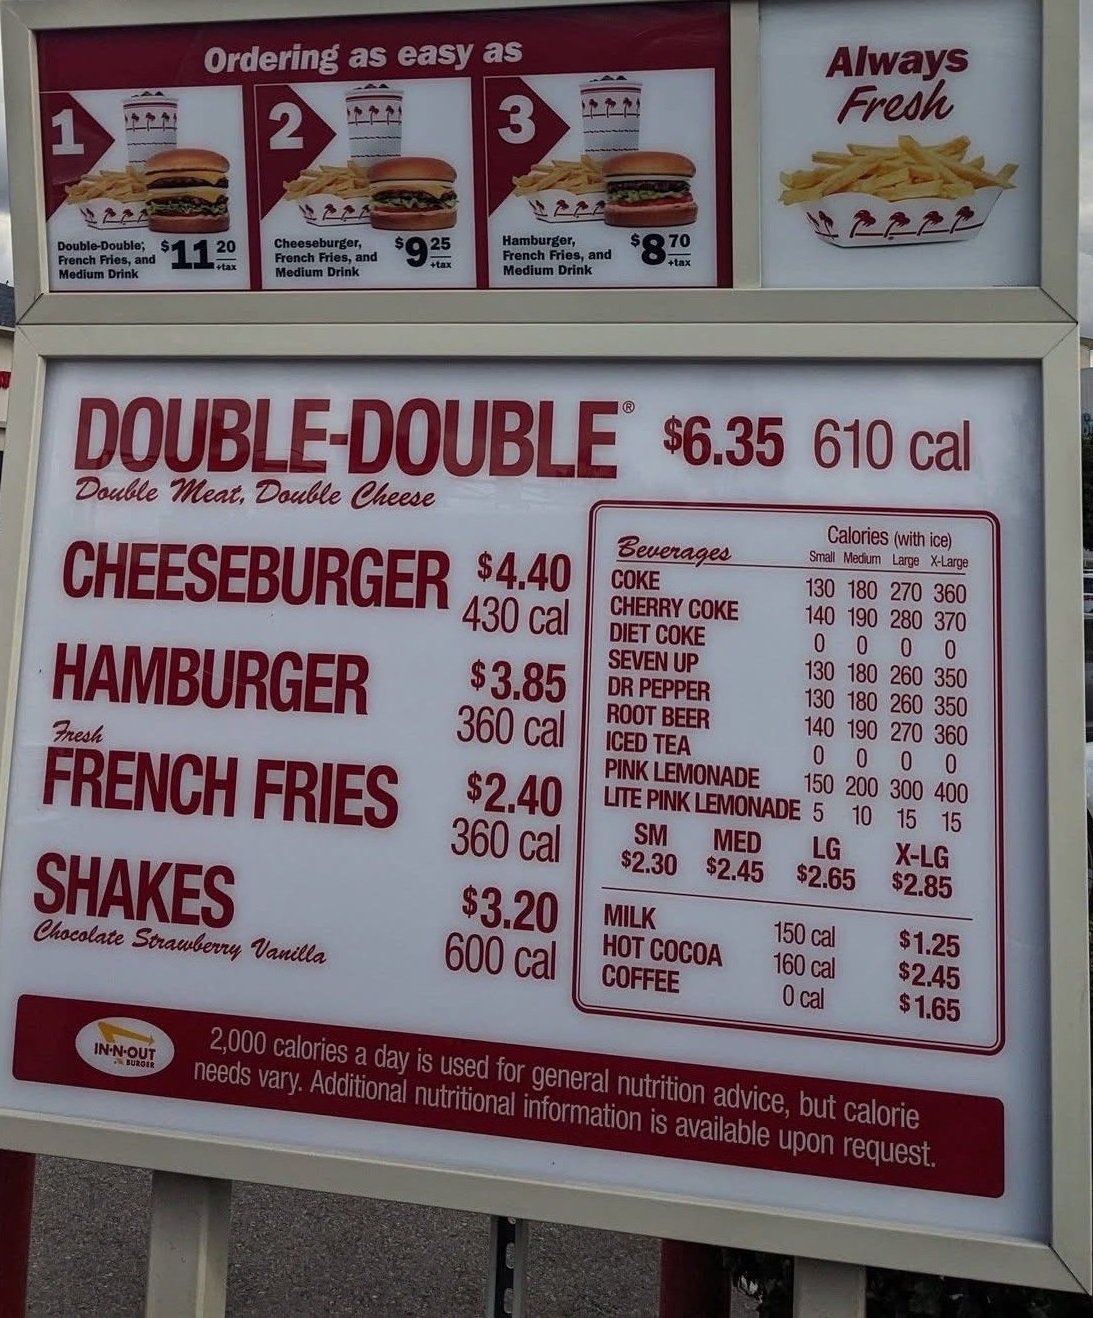 Ordering as easy as
1
Double-Double®,
French Fries, and
Medium Drink
$11 20
+tax
2
Cheeseburger,
French Fries, and
Medium Drink
$9 25
+tax
3
Hamburger,
French Fries, and
Medium Drink
$8 70
+tax
Always
Fresh
DOUBLE-DOUBLE® $6.35 610 cal
Double Meat, Double Cheese
CHEESEBURGER $4.40
430 cal
HAMBURGER $3.85
360 cal
Fresh
FRENCH FRIES $2.40
360 cal
SHAKES $3.20
Chocolate Strawberry Vanilla 600 cal
Calories (with ice)
Beverages Small Medium Large X-Large
COKE 130 180 270 360
CHERRY COKE 140 190 280 370
DIET COKE 0 0 0 0
SEVEN UP 130 180 260 350
DR PEPPER 130 180 260 350
ROOT BEER 140 190 270 360
ICED TEA 0 0 0 0
PINK LEMONADE 150 200 300 400
LITE PINK LEMONADE 5 10 15 15
SM MED LG X-LG
$2.30 $2.45 $2.65 $2.85
MILK 150 cal $1.25
HOT COCOA 160 cal $2.45
COFFEE 0 cal $1.65
IN-N-OUT
BURGER
2,000 calories a day is used for general nutrition advice, but calorie
needs vary. Additional nutritional information is available upon request.